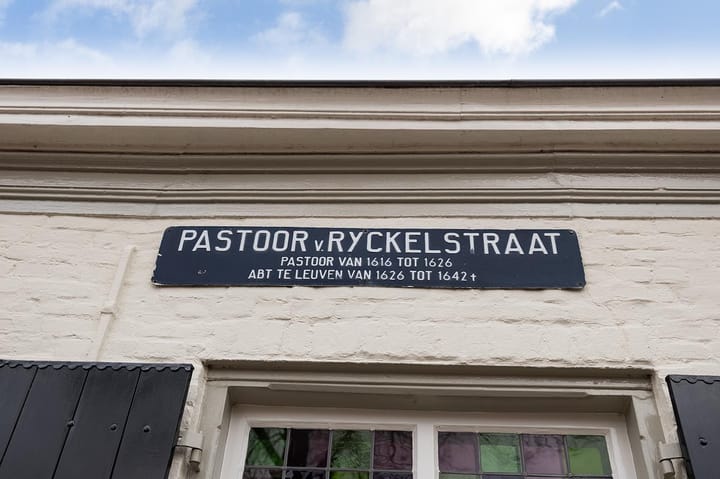 PASTOOR v. RYCKELSTRAAT
PASTOOR VAN 1616 TOT 1626
ABT TE LEUVEN VAN 1626 TOT 1642 †